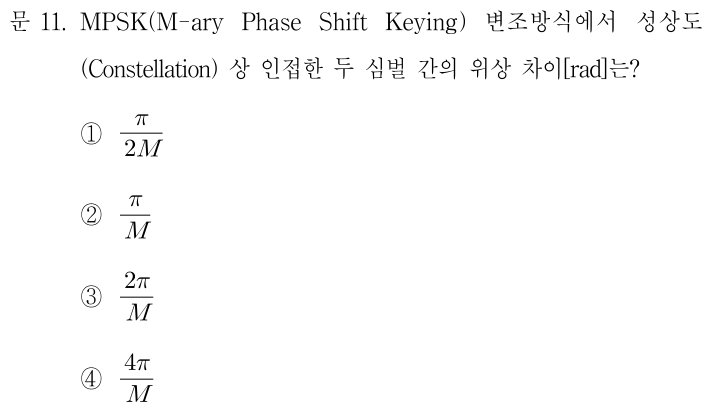 문 11. MPSK(M-ary Phase Shift Keying) 변조방식에서 성상도
(Constellation) 상 인접한 두 심벌 간의 위상 차이[rad]는?
① π/2M
② π/M
③ 2π/M
④ 4π/M